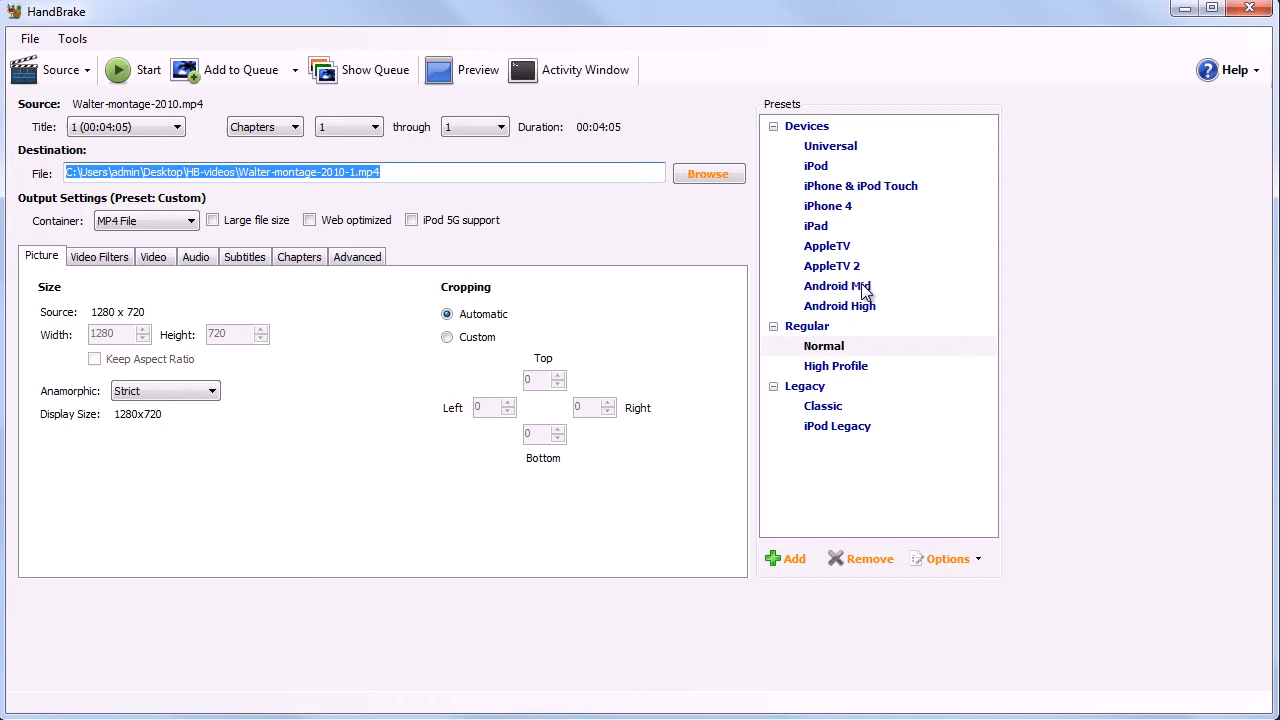 HandBrake
File Tools
Source Start Add to Queue Show Queue Preview Activity Window Help
Source: Walter-montage-2010.mp4
Title: 1 (00:04:05) Chapters 1 through 1 Duration: 00:04:05
Destination:
File: C:\Users\admin\Desktop\HB-videos\Walter-montage-2010-1.mp4 Browse
Output Settings (Preset: Custom)
Container: MP4 File Large file size Web optimized iPod 5G support
Picture Video Filters Video Audio Subtitles Chapters Advanced
Size
Source: 1280 x 720
Width: 1280 Height: 720
Keep Aspect Ratio
Anamorphic: Strict
Display Size: 1280x720
Cropping
Automatic
Custom
Top
0
Left 0 0 Right
0
Bottom
Presets
Devices
Universal
iPod
iPhone & iPod Touch
iPhone 4
iPad
AppleTV
AppleTV 2
Android Mid
Android High
Regular
Normal
High Profile
Legacy
Classic
iPod Legacy
Add Remove Options